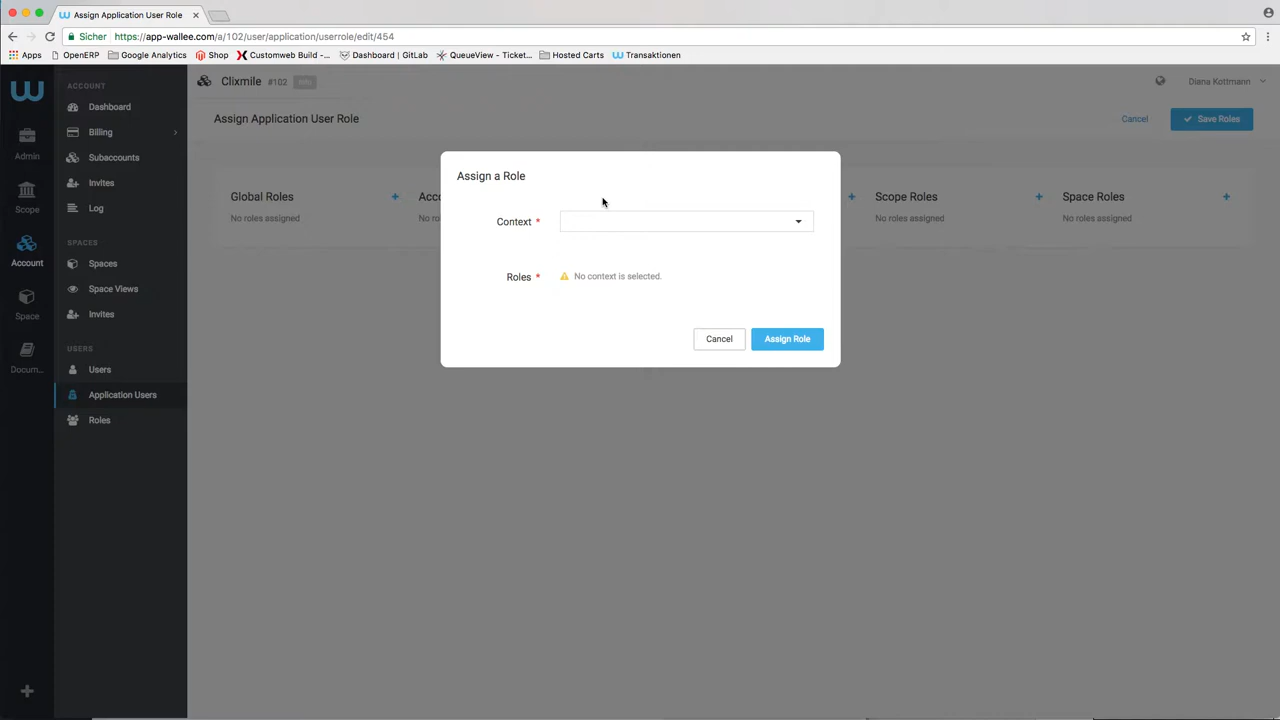 Assign Application User Role
Sicher https://app-wallee.com/a/102/user/application/userrole/edit/454
Apps OpenERP Google Analytics Shop Customweb Build -... Dashboard | GitLab QueueView - Ticket... Hosted Carts Transaktionen
Admin
Scope
Account
Space
Docum...
ACCOUNT
Dashboard
Billing
Subaccounts
Invites
Log
SPACES
Spaces
Space Views
Invites
USERS
Users
Application Users
Roles
Clixmile #102
Diana Kottmann
Assign Application User Role
Cancel
Save Roles
Global Roles
No roles assigned
Acc
No ro
Scope Roles
No roles assigned
Space Roles
No roles assigned
Assign a Role
Context *
Roles * No context is selected.
Cancel Assign Role